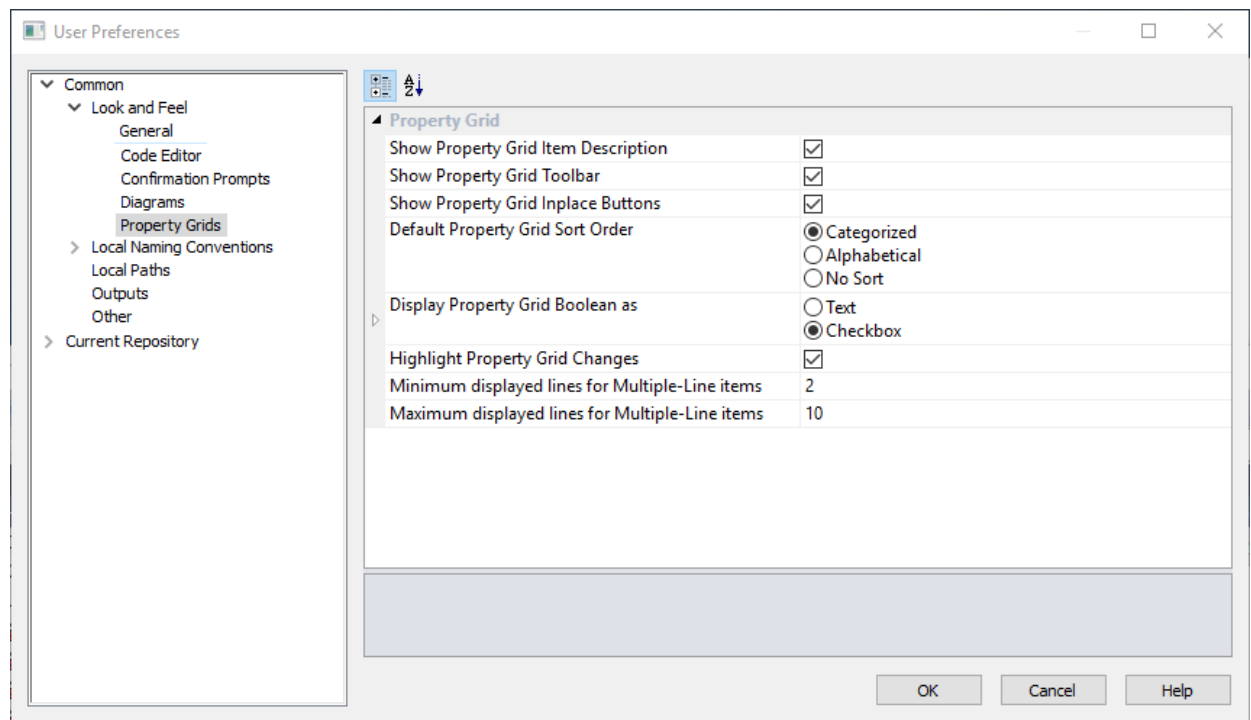 User Preferences
Common
Look and Feel
General
Code Editor
Confirmation Prompts
Diagrams
Property Grids
Local Naming Conventions
Local Paths
Outputs
Other
Current Repository
A
Z
Property Grid
Show Property Grid Item Description
Show Property Grid Toolbar
Show Property Grid Inplace Buttons
Default Property Grid Sort Order
Categorized
Alphabetical
No Sort
Display Property Grid Boolean as
Text
Checkbox
Highlight Property Grid Changes
Minimum displayed lines for Multiple-Line items 2
Maximum displayed lines for Multiple-Line items 10
OK Cancel Help